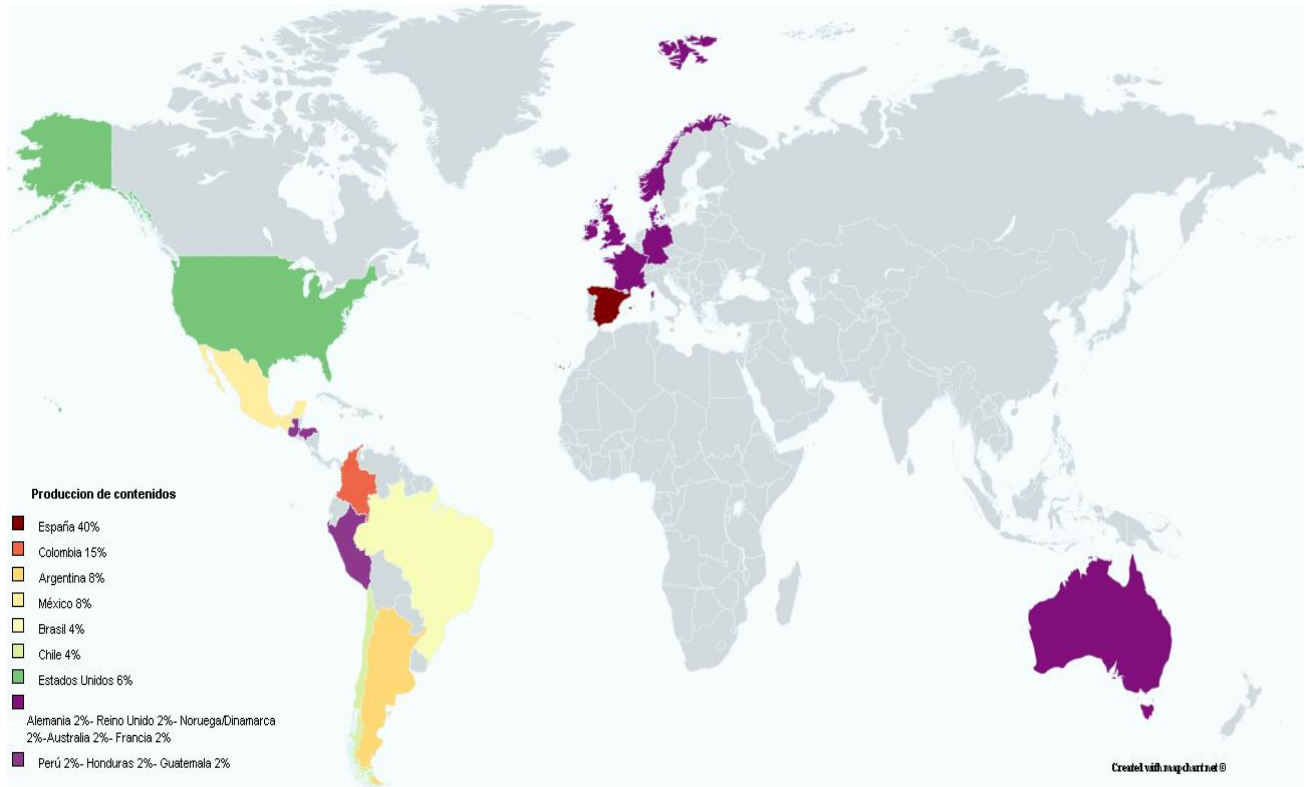 Produccion de contenidos
España 40%
Colombia 15%
Argentina 8%
México 8%
Brasil 4%
Chile 4%
Estados Unidos 6%
Alemania 2%- Reino Unido 2%- Noruega/Dinamarca
2%-Australia 2%- Francia 2%
Perú 2%- Honduras 2%- Guatemala 2%
Created with mapchart.net ©